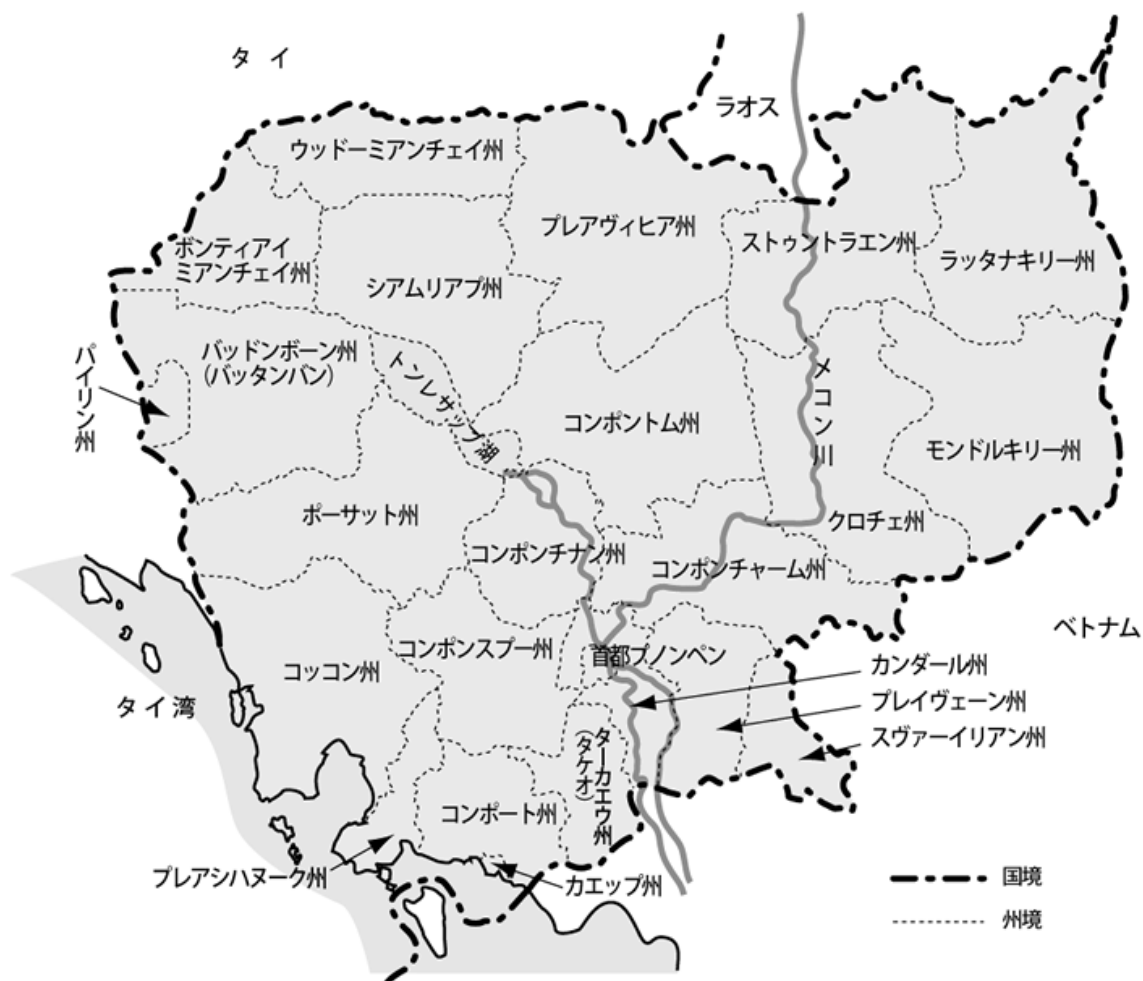 タイ
ラオス
ウッドーミアンチェイ州
プレアヴィヒア州
ストゥントラエン州
ラッタナキリー州
ボンティアイ
ミアンチェイ州
シアムリアプ州
バッドンボーン州
(バッタンバン)
パイリン州
トンレサップ湖
メコン川
コンポントム州
モンドルキリー州
ポーサット州
クロチェ州
コンポンチナン州
コンポンチャーム州
ベトナム
コンポンスプー州
首都プノンペン
コッコン州
カンダール州
タイ湾
プレイヴェーン州
スヴァーイリアン州
ターカエウ州
(タケオ)
コンポート州
プレアシハヌーク州
カエップ州
国境
州境